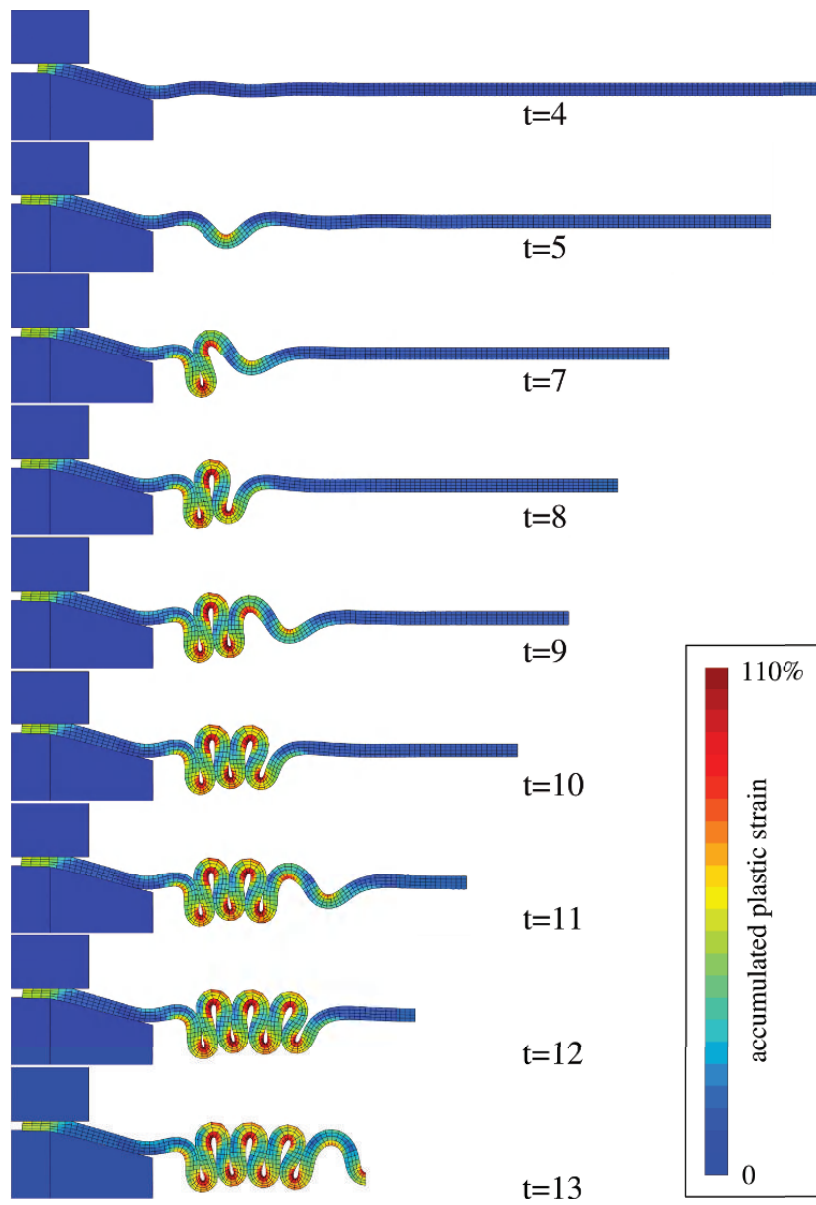 t=4
t=5
t=7
t=8
t=9
110%
t=10
accumulated plastic strain
t=11
t=12
0
t=13